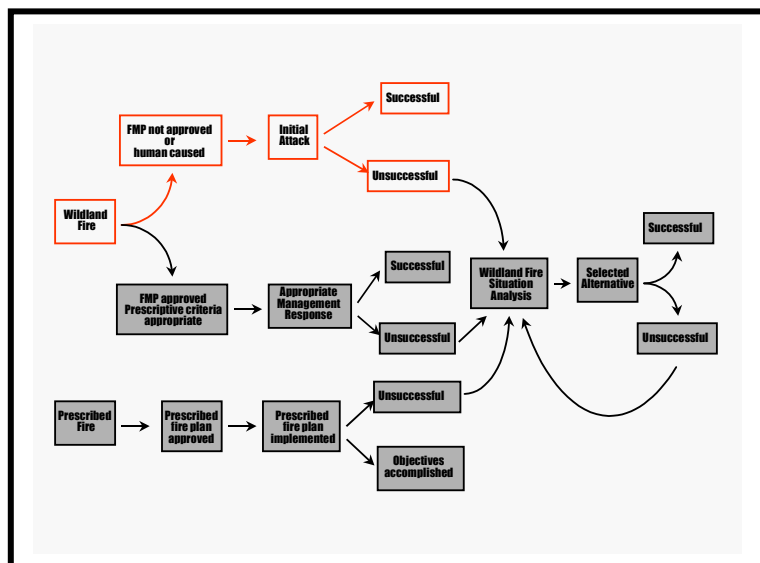 Successful
FMP not approved
or
human caused
Initial
Attack
Unsuccessful
Wildland
Fire
Successful
Successful
Wildland Fire
Situation
Analysis
Selected
Alternative
FMP approved
Prescriptive criteria
appropriate
Appropriate
Management
Response
Unsuccessful
Unsuccessful
Unsuccessful
Prescribed
Fire
Prescribed
fire plan
approved
Prescribed
fire plan
implemented
Objectives
accomplished